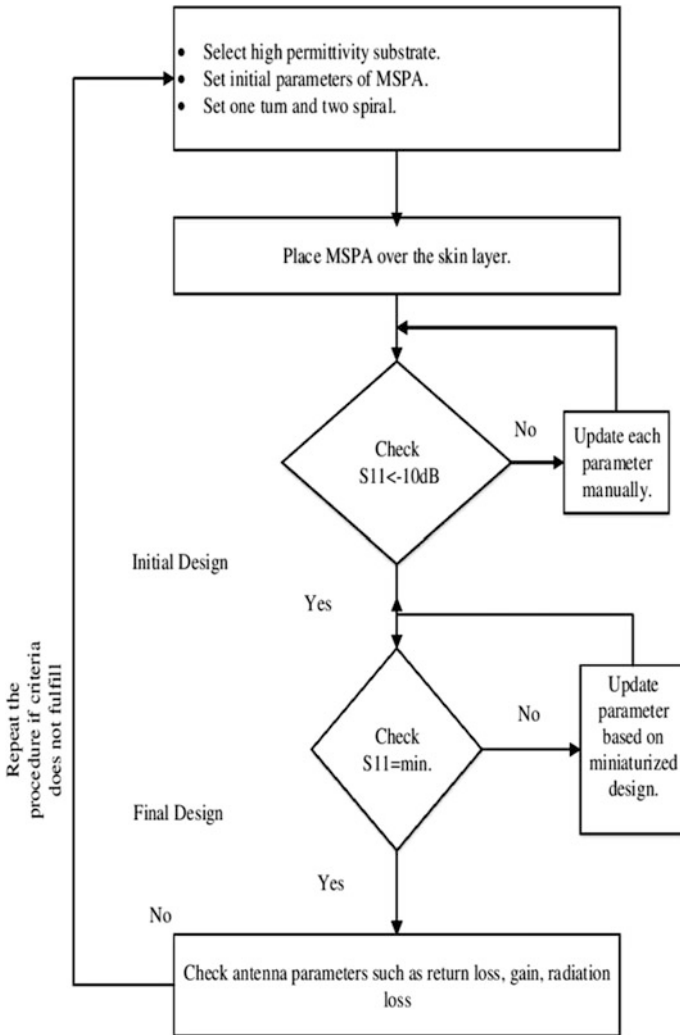 • Select high permittivity substrate.
• Set initial parameters of MSPA.
• Set one turn and two spiral.
Place MSPA over the skin layer.
Check
S11<-10dB
No
Update each
parameter
manually.
Initial Design
Yes
Check
S11=min.
No
Update
parameter
based on
miniaturized
design.
Final Design
Yes
Repeat the
procedure if criteria
does not fulfill
No
Check antenna parameters such as return loss, gain, radiation
loss